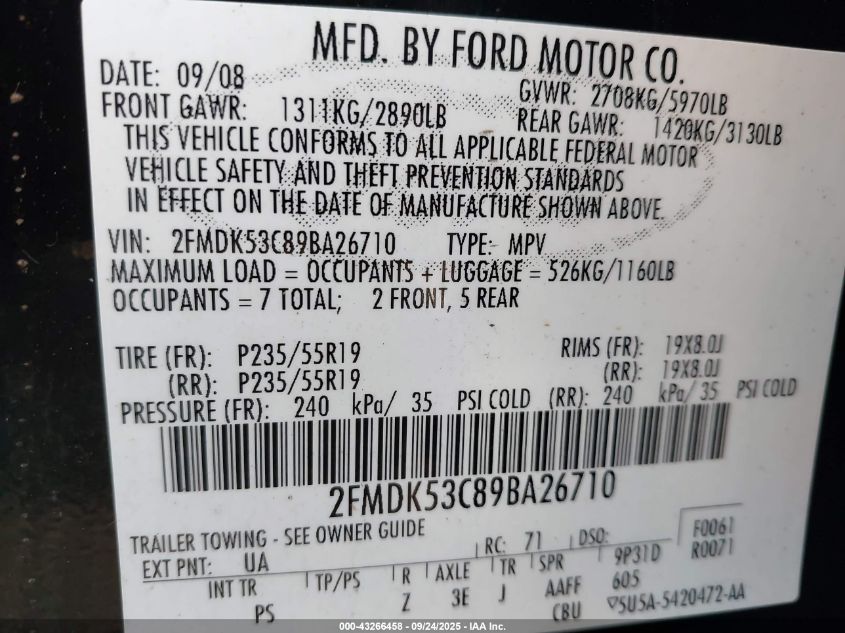 MFD. BY FORD MOTOR CO.
DATE: 09/08 GVWR: 2708KG/5970LB
FRONT GAWR: 1311KG/2890LB REAR GAWR: 1420KG/3130LB
THIS VEHICLE CONFORMS TO ALL APPLICABLE FEDERAL MOTOR
VEHICLE SAFETY AND THEFT PREVENTION STANDARDS
IN EFFECT ON THE DATE OF MANUFACTURE SHOWN ABOVE.
VIN: 2FMDK53C89BA26710 TYPE: MPV
MAXIMUM LOAD = OCCUPANTS + LUGGAGE = 526KG/1160LB
OCCUPANTS = 7 TOTAL; 2 FRONT, 5 REAR
TIRE (FR): P235/55R19 RIMS (FR): 19X8.0J
(RR): P235/55R19 (RR): 19X8.0J
PRESSURE (FR): 240 kPa/ 35 PSI COLD (RR): 240 kPa/ 35 PSI COLD
2FMDK53C89BA26710
TRAILER TOWING - SEE OWNER GUIDE F0061
EXT PNT: UA RC: 71 DSO: 9P31D R0071
INT TR TP/PS R AXLE TR SPR 605
PS Z 3E J AAFF
CBU ▽5U5A-5420472-AA
000-43266458 - 09/24/2025 - IAA Inc.